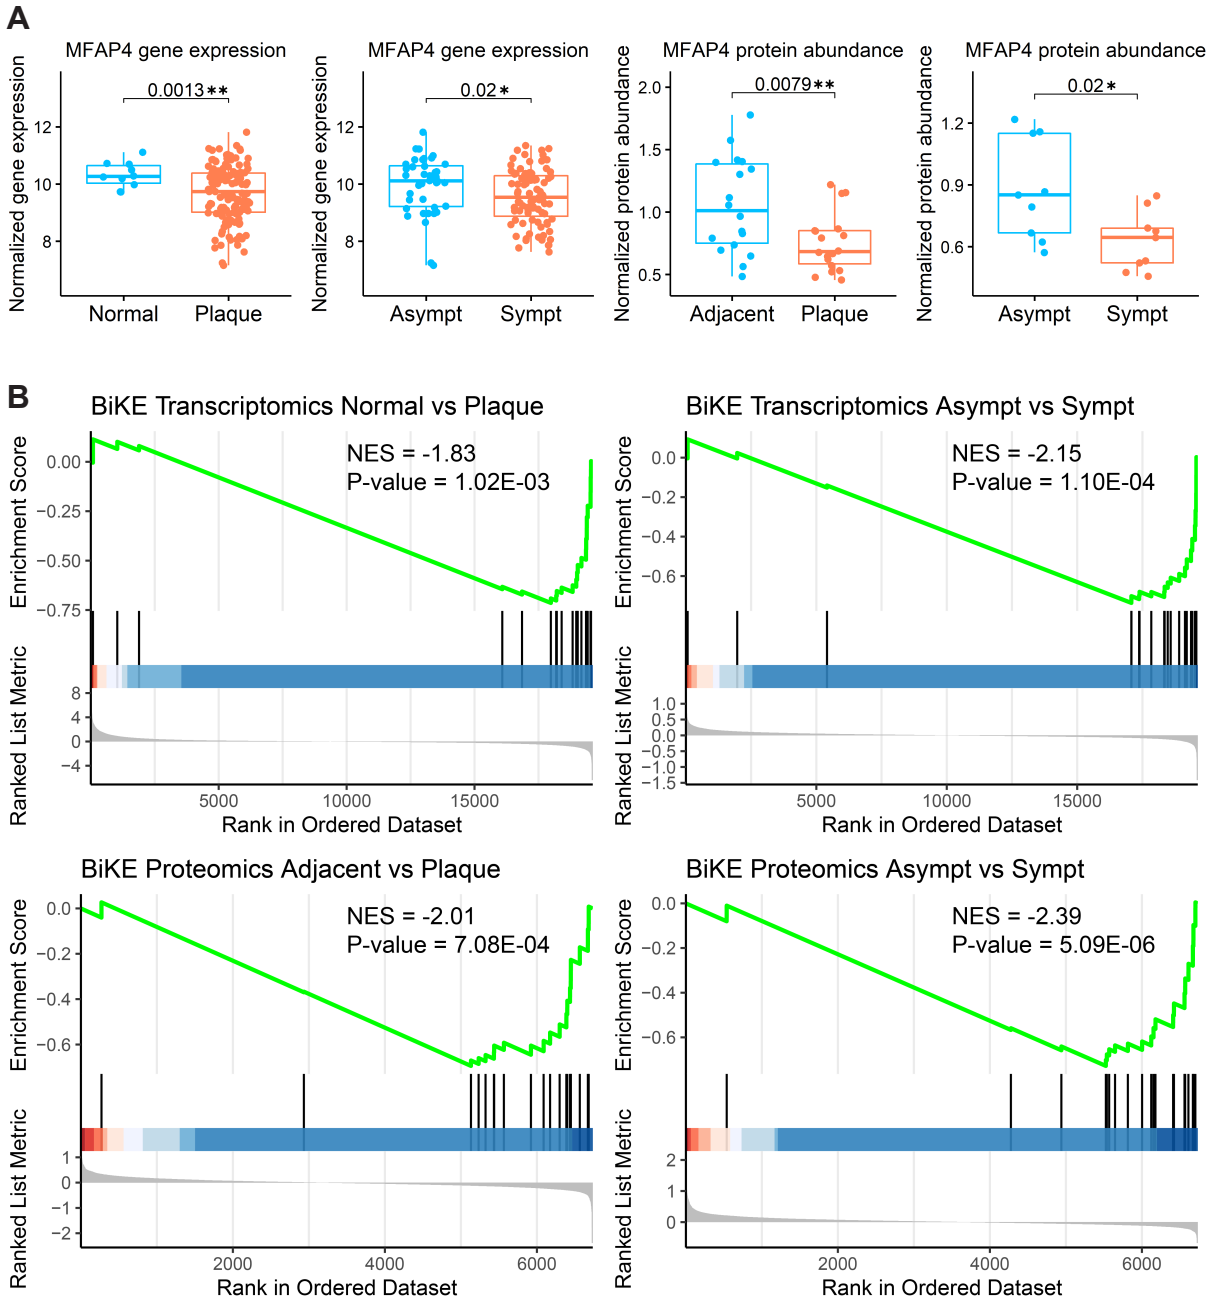 A
MFAP4 gene expression
Normalized gene expression
0.0013**
12
10
8
Normal
Plaque
MFAP4 gene expression
Normalized gene expression
0.02*
12
10
8
Asympt
Sympt
MFAP4 protein abundance
Normalized protein abundance
0.0079**
2.0
1.5
1.0
0.5
Adjacent
Plaque
MFAP4 protein abundance
Normalized protein abundance
0.02*
1.2
0.9
0.6
Asympt
Sympt
B
BiKE Transcriptomics Normal vs Plaque
Enrichment Score
NES = -1.83
P-value = 1.02E-03
0.00
−0.25
−0.50
−0.75
Ranked List Metric
8
4
0
−4
5000
10000
15000
Rank in Ordered Dataset
BiKE Transcriptomics Asympt vs Sympt
Enrichment Score
NES = -2.15
P-value = 1.10E-04
0.0
−0.2
−0.4
−0.6
Ranked List Metric
1.0
0.5
0.0
−0.5
−1.0
−1.5
5000
10000
15000
Rank in Ordered Dataset
BiKE Proteomics Adjacent vs Plaque
Enrichment Score
NES = -2.01
P-value = 7.08E-04
0.0
−0.2
−0.4
−0.6
Ranked List Metric
1
0
−1
−2
2000
4000
6000
Rank in Ordered Dataset
BiKE Proteomics Asympt vs Sympt
Enrichment Score
NES = -2.39
P-value = 5.09E-06
0.0
−0.2
−0.4
−0.6
Ranked List Metric
2
1
0
2000
4000
6000
Rank in Ordered Dataset